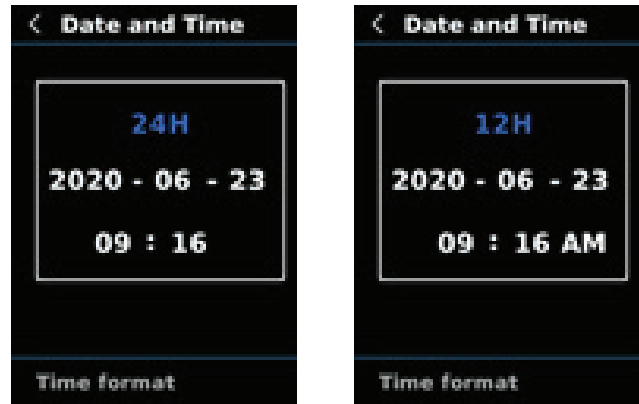 < Date and Time
24H
2020 - 06 - 23
09 : 16
Time format
< Date and Time
12H
2020 - 06 - 23
09 : 16 AM
Time format